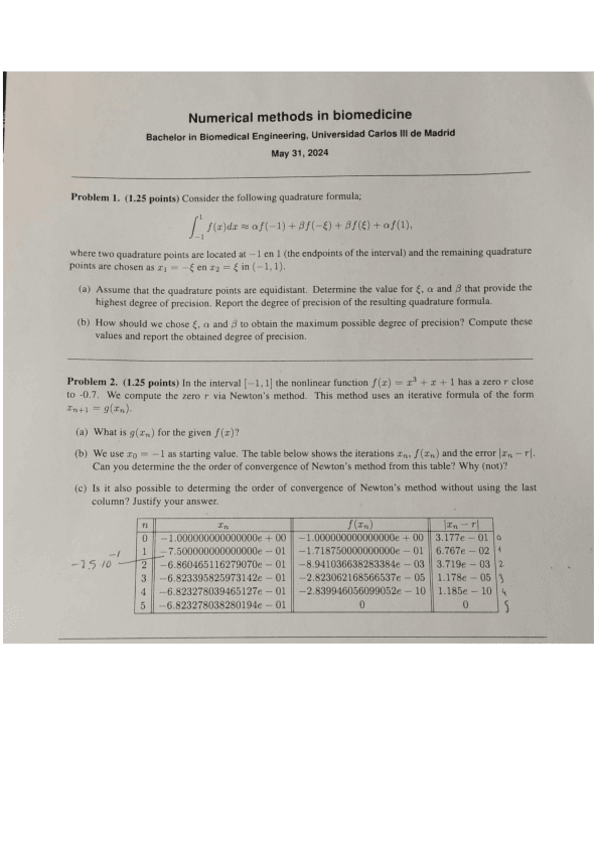 Numerical methods in biomedicine
Bachelor in Biomedical Engineering, Universidad Carlos III de Madrid
May 31, 2024
Problem 1. (1.25 points) Consider the following quadrature formula;
∫_{-1}^{1} f(x)dx ≈ αf(−1) + βf(−ξ) + βf(ξ) + αf(1),
where two quadrature points are located at −1 en 1 (the endpoints of the interval) and the remaining quadrature
points are chosen as x₁ = −ξ en x₂ = ξ in (−1, 1).
(a) Assume that the quadrature points are equidistant. Determine the value for ξ, α and β that provide the
highest degree of precision. Report the degree of precision of the resulting quadrature formula.
(b) How should we chose ξ, α and β to obtain the maximum possible degree of precision? Compute these
values and report the obtained degree of precision.
Problem 2. (1.25 points) In the interval [−1, 1] the nonlinear function f(x) = x³ + x + 1 has a zero r close
to -0.7. We compute the zero r via Newton's method. This method uses an iterative formula of the form
xₙ₊₁ = g(xₙ).
(a) What is g(xₙ) for the given f(x)?
(b) We use x₀ = −1 as starting value. The table below shows the iterations xₙ, f(xₙ) and the error |xₙ − r|.
Can you determine the the order of convergence of Newton's method from this table? Why (not)?
(c) Is it also possible to determing the order of convergence of Newton's method without using the last
column? Justify your answer.
n xₙ f(xₙ) |xₙ − r|
0 −1.000000000000000e + 00 −1.000000000000000e + 00 3.177e − 01 0
1 −7.500000000000000e − 01 −1.718750000000000e − 01 6.767e − 02 1
−7.5 10⁻¹
2 −6.860465116279070e − 01 −8.941036638283384e − 03 3.719e − 03 2
3 −6.823395825973142e − 01 −2.823062168566537e − 05 1.178e − 05 3
4 −6.823278039465127e − 01 −2.839946056099052e − 10 1.185e − 10 4
5 −6.823278038280194e − 01 0 0 5